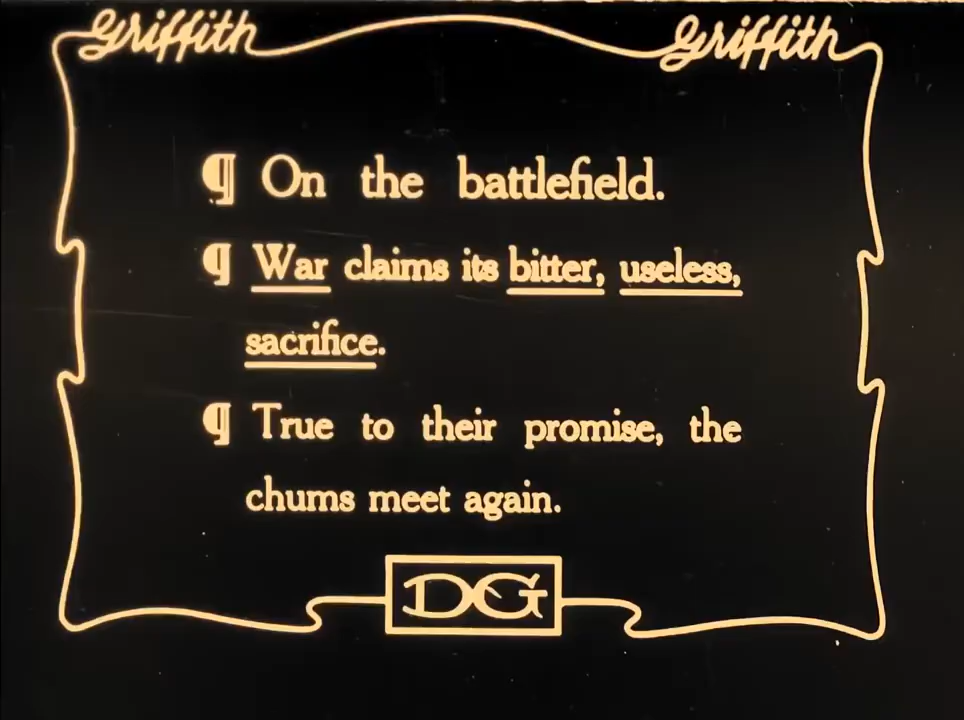 Griffith Griffith
¶ On the battlefield.
¶ War claims its bitter, useless,
sacrifice.
¶ True to their promise, the
chums meet again.
DG